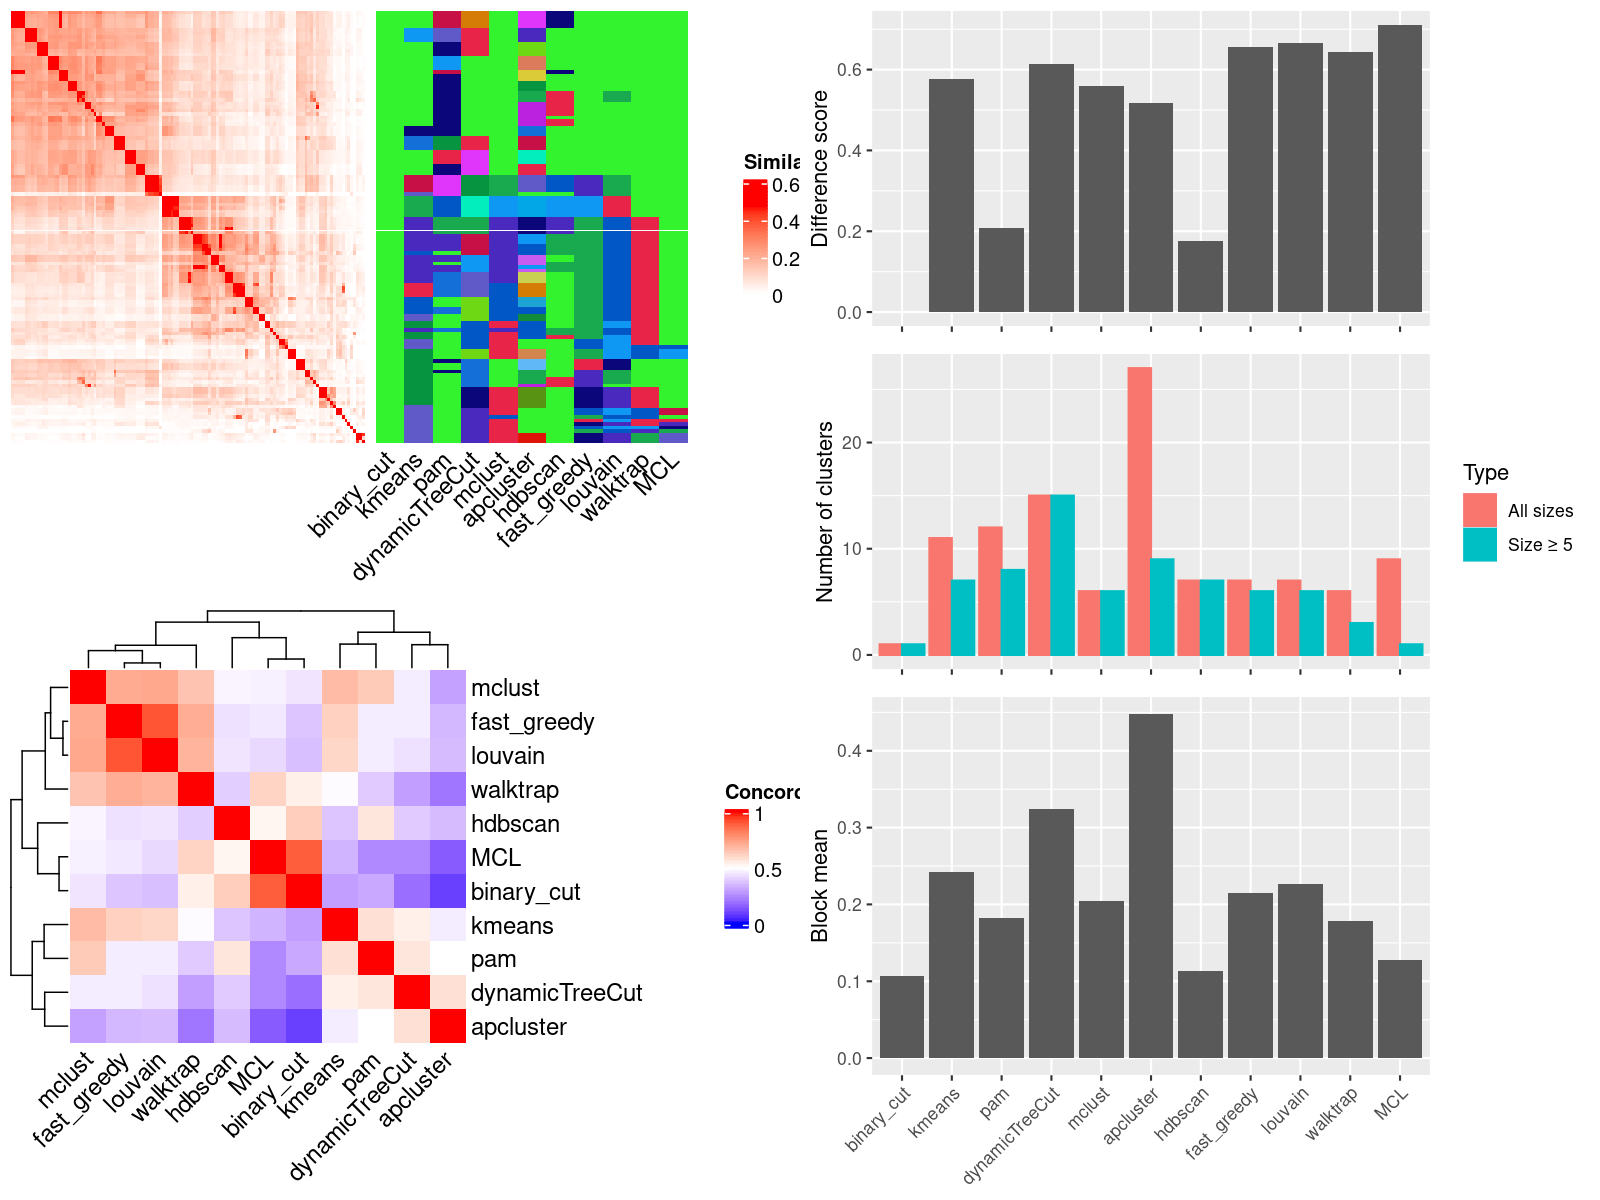 Simila
0.6
0.4
0.2
0
binary_cut
kmeans
pam
dynamicTreeCut
mclust
apcluster
hdbscan
fast_greedy
louvain
walktrap
MCL
mclust
fast_greedy
louvain
walktrap
hdbscan
MCL
binary_cut
kmeans
pam
dynamicTreeCut
apcluster
mclust
fast_greedy
louvain
walktrap
hdbscan
MCL
binary_cut
kmeans
pam
dynamicTreeCut
apcluster
Concord
1
0.5
0
Difference score
0.6
0.4
0.2
0.0
Number of clusters
20
10
0
Type
All sizes
Size ≥ 5
Block mean
0.4
0.3
0.2
0.1
0.0
binary_cut
kmeans
pam
dynamicTreeCut
mclust
apcluster
hdbscan
fast_greedy
louvain
walktrap
MCL